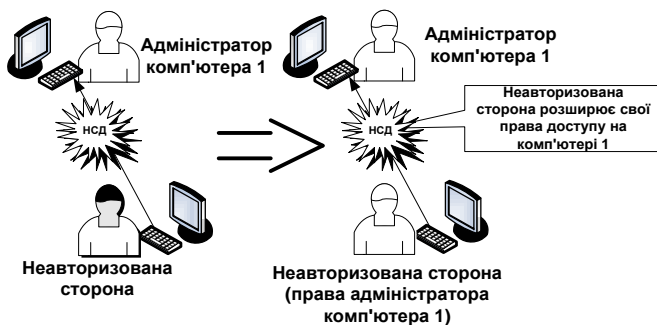 Адміністратор
комп'ютера 1
НСД
Неавторизована
сторона
Адміністратор
комп'ютера 1
НСД
Неавторизована
сторона розширює свої
права доступу на
комп'ютері 1
Неавторизована сторона
(права адміністратора
комп'ютера 1)